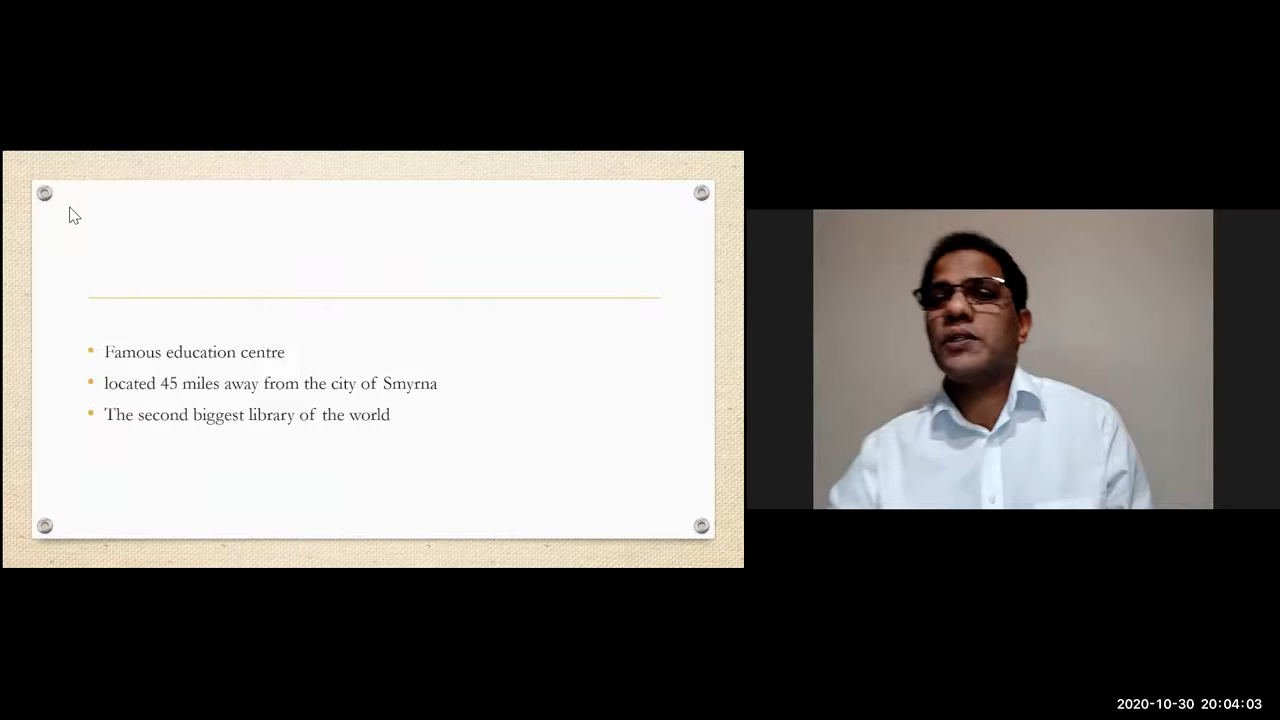 Famous education centre
located 45 miles away from the city of Smyrna
The second biggest library of the world
2020-10-30 20:04:03